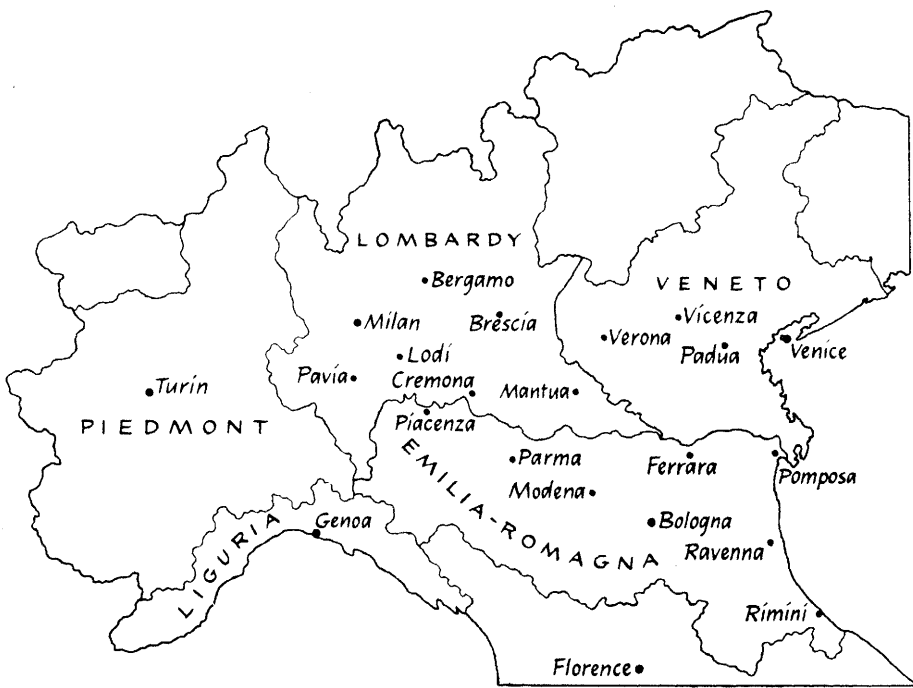 LOMBARDY
Bergamo
VENETO
Milan
Brescia
Vicenza
Verona
Padua
Venice
Lodi
Pavia
Cremona
Mantua
Turin
PIEDMONT
Piacenza
EMILIA-ROMAGNA
Parma
Ferrara
Pomposa
Modena
LIGURIA
Genoa
Bologna
Ravenna
Rimini
Florence